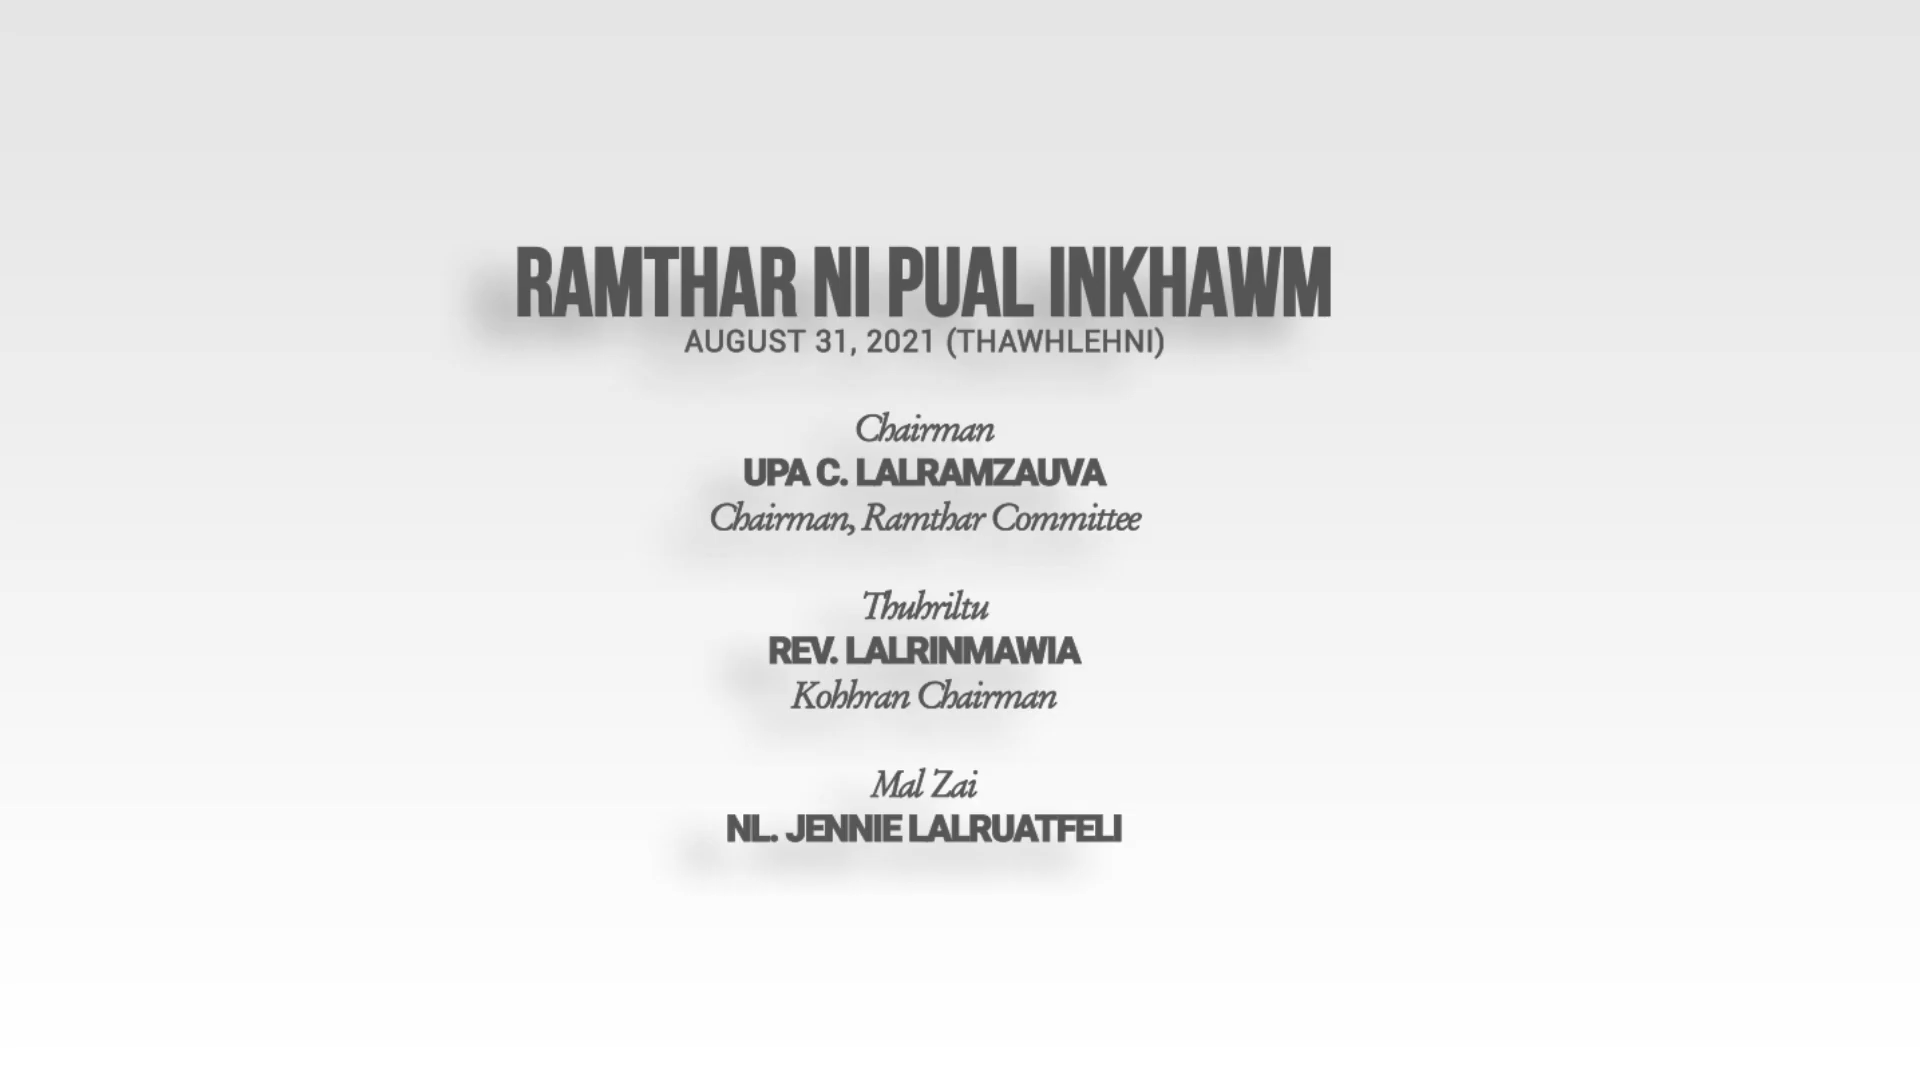 RAMTHAR NI PUAL INKHAWM
AUGUST 31, 2021 (THAWHLEHNI)
Chairman
UPA C. LALRAMZAUVA
Chairman, Ramthar Committee
Thuhriltu
REV. LALRINMAWIA
Kohhran Chairman
Mal Zai
NL. JENNIE LALRUATFELI